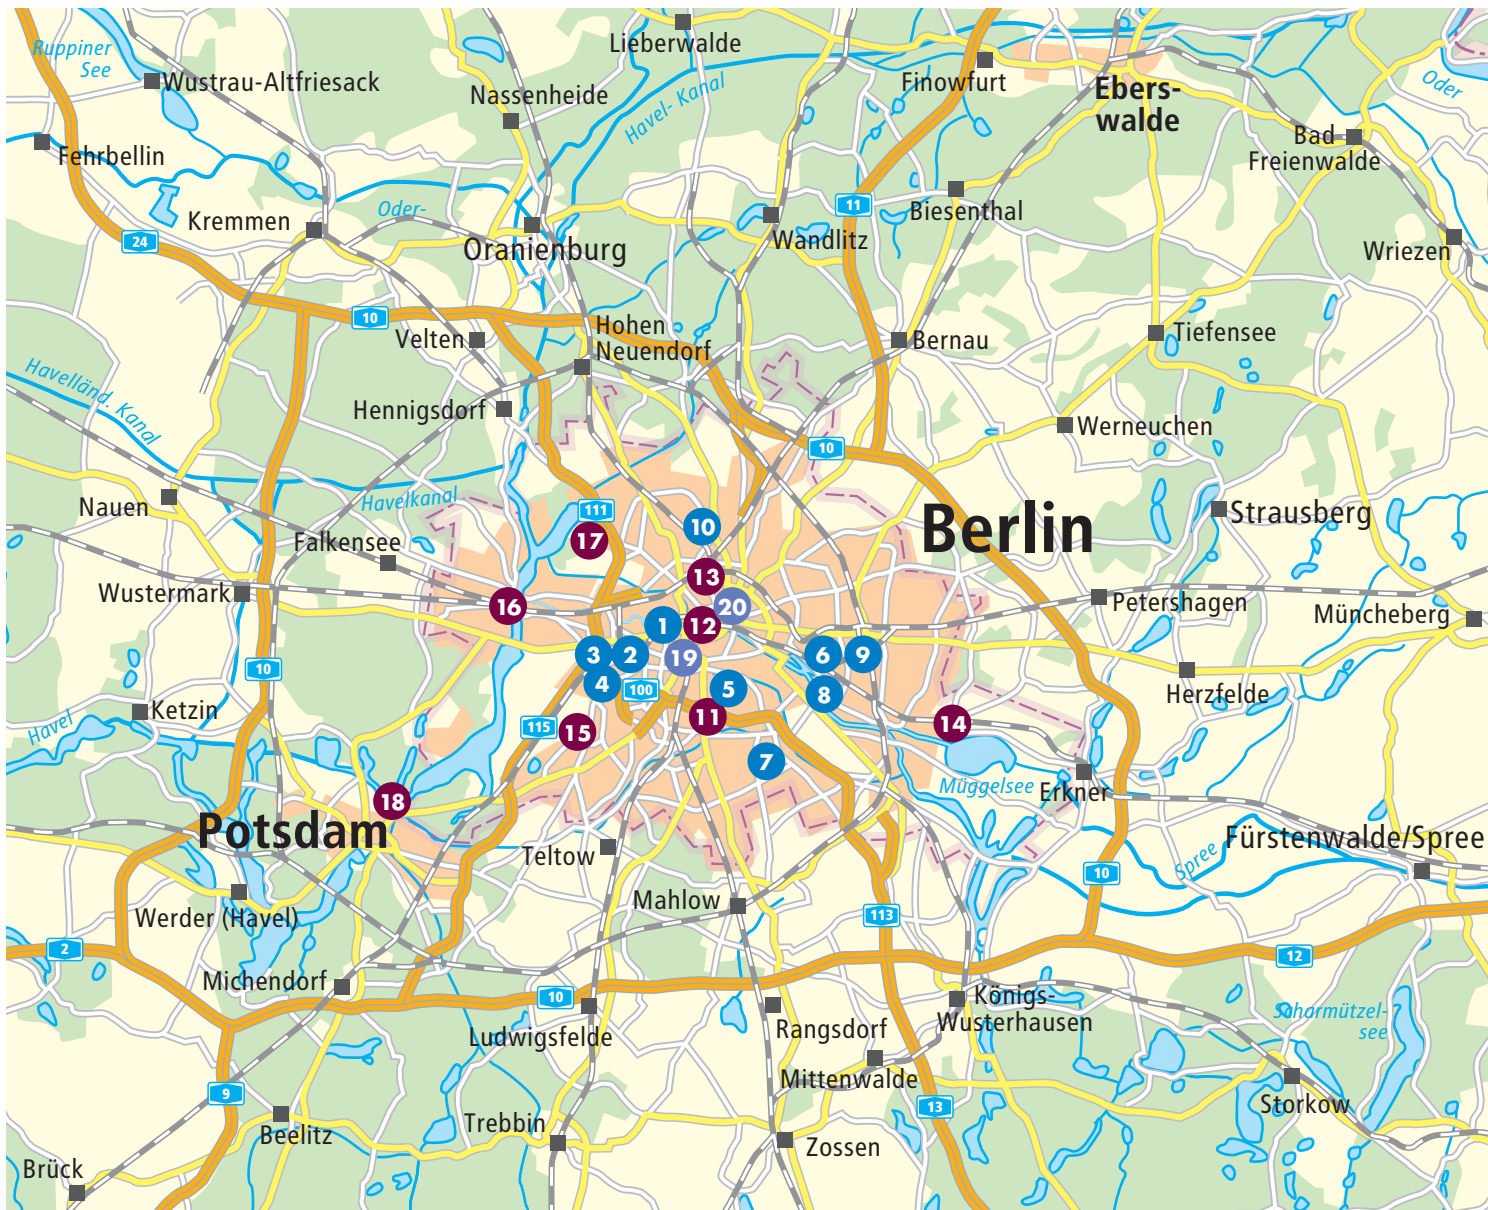 Lieberwalde
Ruppiner
See
Wustrau-Altfriesack
Nassenheide
Havel- Kanal
Finowfurt
Ebers-
walde
Oder
Bad
Freienwalde
Fehrbellin
Kremmen
Oder-
Oranienburg
Wandlitz
11
Biesenthal
Wriezen
24
10
Velten
Hohen
Neuendorf
Bernau
Tiefensee
Havelländ. Kanal
Hennigsdorf
10
Werneuchen
Nauen
Havelkanal
111
10
Berlin
Strausberg
Falkensee
17
13
Wustermark
16
20
Petershagen
Müncheberg
1
12
10
3
2
19
6
9
4
100
5
8
Herzfelde
Ketzin
Havel
115
15
11
14
7
Müggelsee
Erkner
18
Potsdam
Teltow
Spree
Fürstenwalde/Spree
10
Werder (Havel)
Mahlow
113
2
12
Michendorf
10
Ludwigsfelde
Rangsdorf
Königs-
Wusterhausen
Scharmützel-
see
Mittenwalde
9
13
Storkow
Beelitz
Trebbin
Zossen
Brück